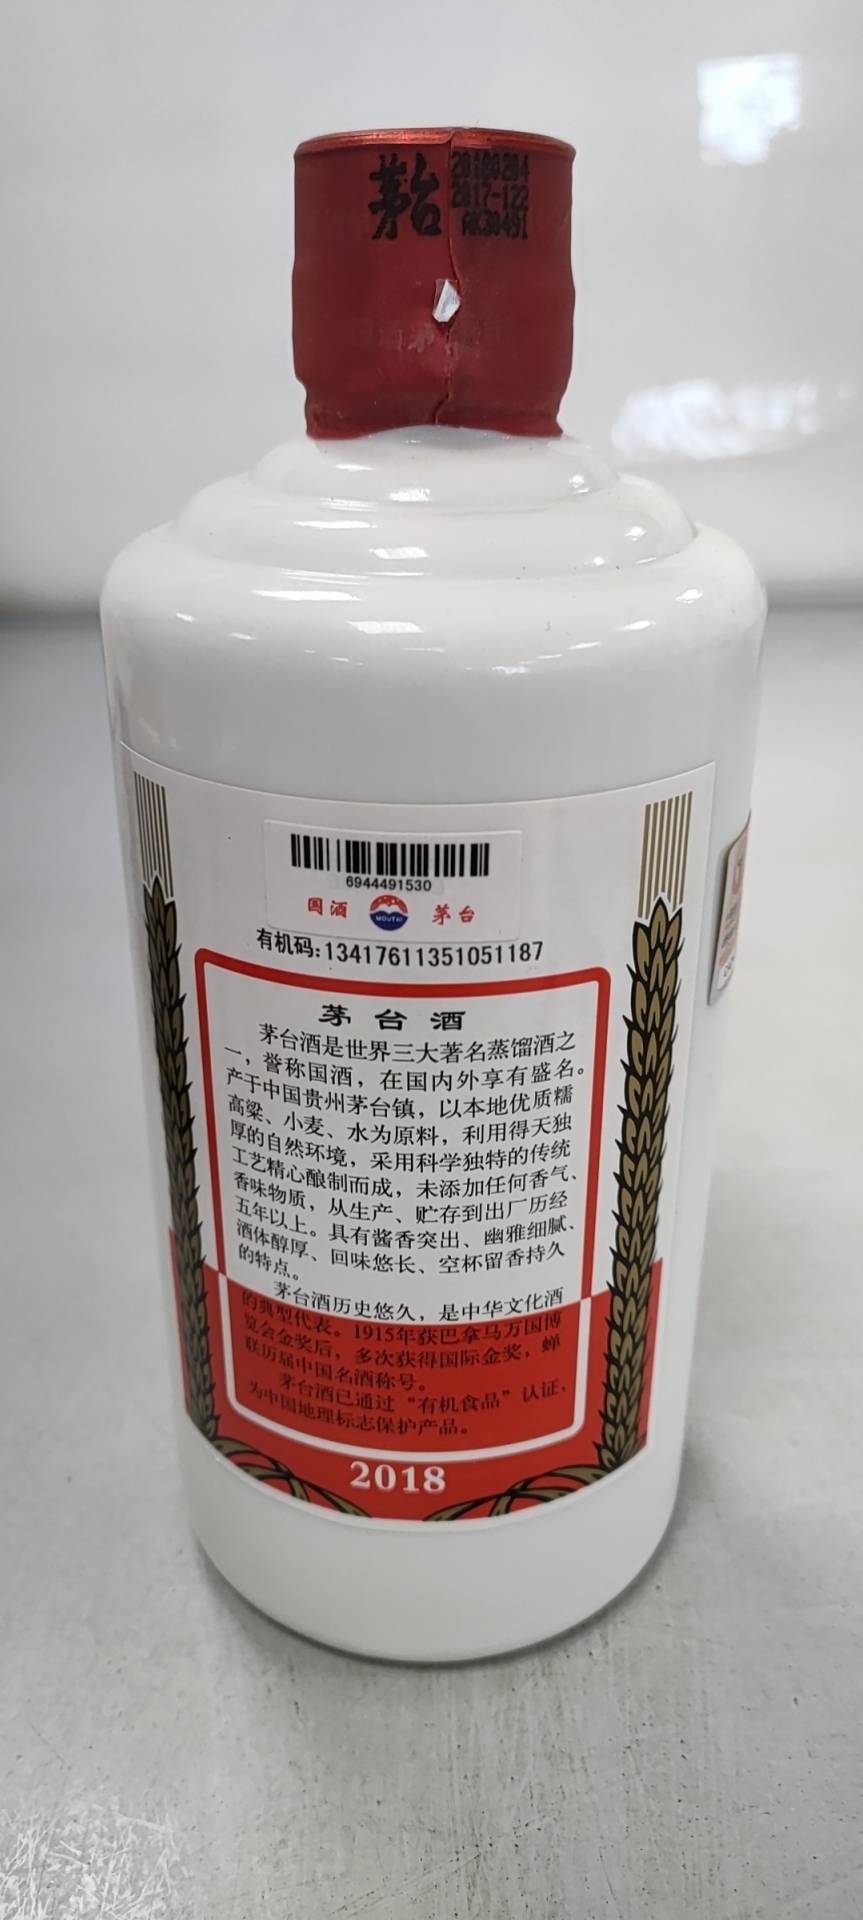 茅台
20180204
2017-122
AK30491
国酒茅台
6944491530
国酒
MOUTAI
茅台
有机码:134176113510​51187
茅台酒
茅台酒是世界三大著名蒸馏酒之
一，誉称国酒，在国内外享有盛名。
产于中国贵州茅台镇，以本地优质糯
高粱、小麦、水为原料，利用得天独
厚的自然环境，采用科学独特的传统
工艺精心酿制而成，未添加任何香气、
香味物质，从生产、贮存到出厂历经
五年以上。具有酱香突出、幽雅细腻、
酒体醇厚、回味悠长、空杯留香持久
的特点。
茅台酒历史悠久，是中华文化酒
的典型代表。1915年获巴拿马万国博
览会金奖后，多次获得国际金奖，蝉
联历届中国名酒称号。
茅台酒已通过“有机食品”认证，
为中国地理标志保护产品。
2018